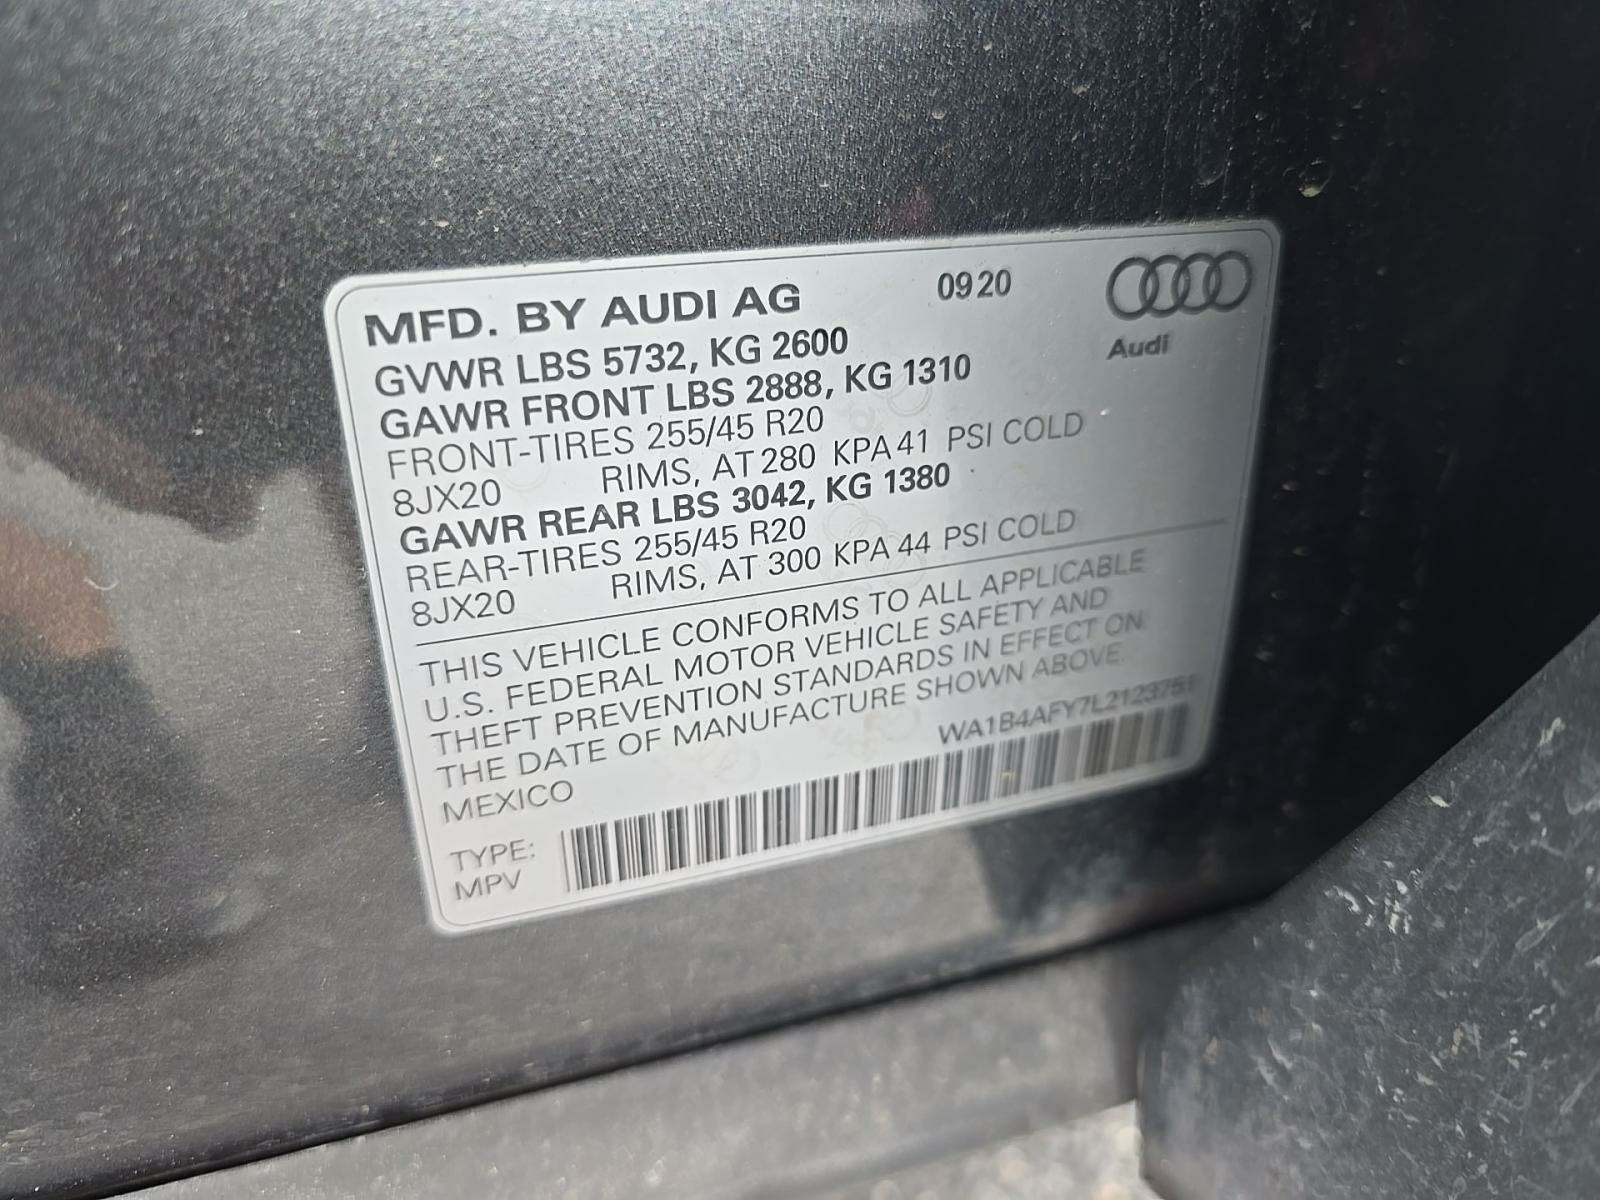 MFD. BY AUDI AG 0920
Audi
GVWR LBS 5732, KG 2600
GAWR FRONT LBS 2888, KG 1310
FRONT-TIRES 255/45 R20
8JX20 RIMS, AT 280 KPA 41 PSI COLD
GAWR REAR LBS 3042, KG 1380
REAR-TIRES 255/45 R20
8JX20 RIMS, AT 300 KPA 44 PSI COLD
THIS VEHICLE CONFORMS TO ALL APPLICABLE
U.S. FEDERAL MOTOR VEHICLE SAFETY AND
THEFT PREVENTION STANDARDS IN EFFECT ON
THE DATE OF MANUFACTURE SHOWN ABOVE.
MEXICO WA1B4AFY7L2123751
TYPE:
MPV